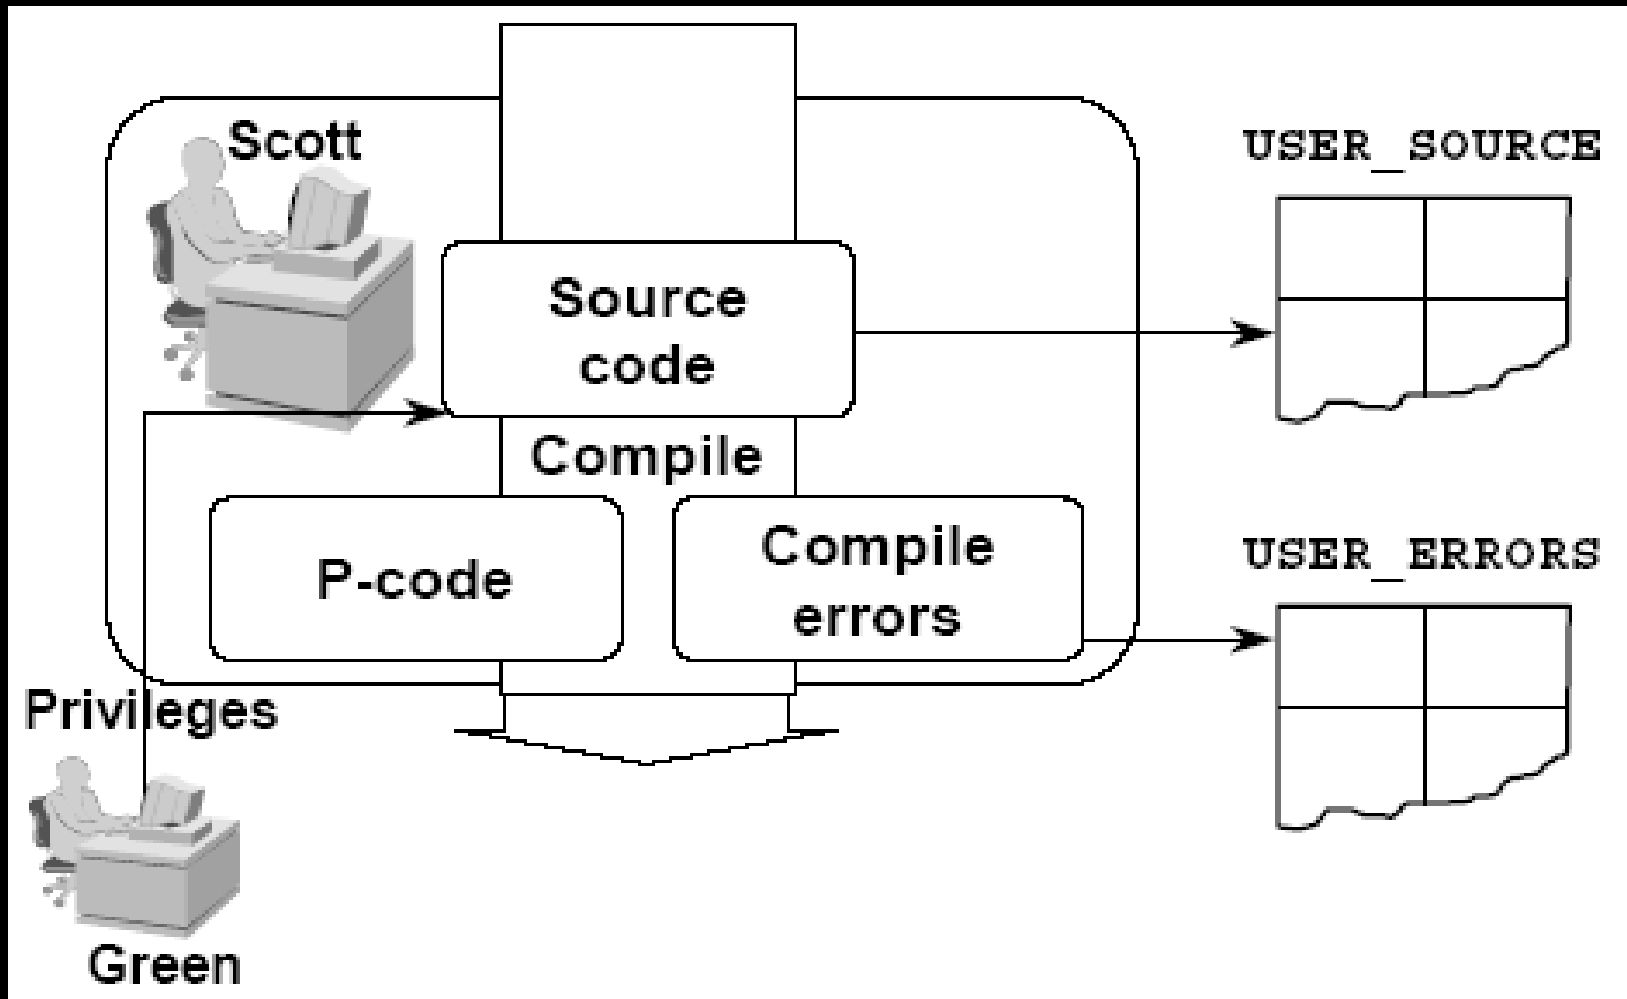 Scott
USER_SOURCE
Source
code
Compile
P-code
Compile
errors
USER_ERRORS
Privileges
Green